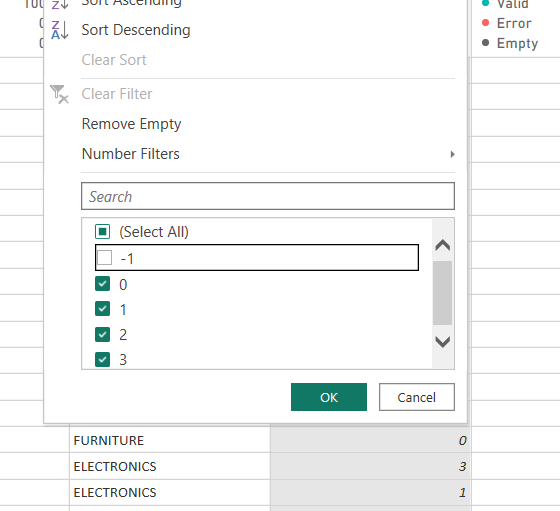 Sort Ascending
Valid
Sort Descending
Error
Empty
Clear Sort
Clear Filter
Remove Empty
Number Filters
Search
(Select All)
-1
0
1
2
3
OK
Cancel
FURNITURE 0
ELECTRONICS 3
ELECTRONICS 1